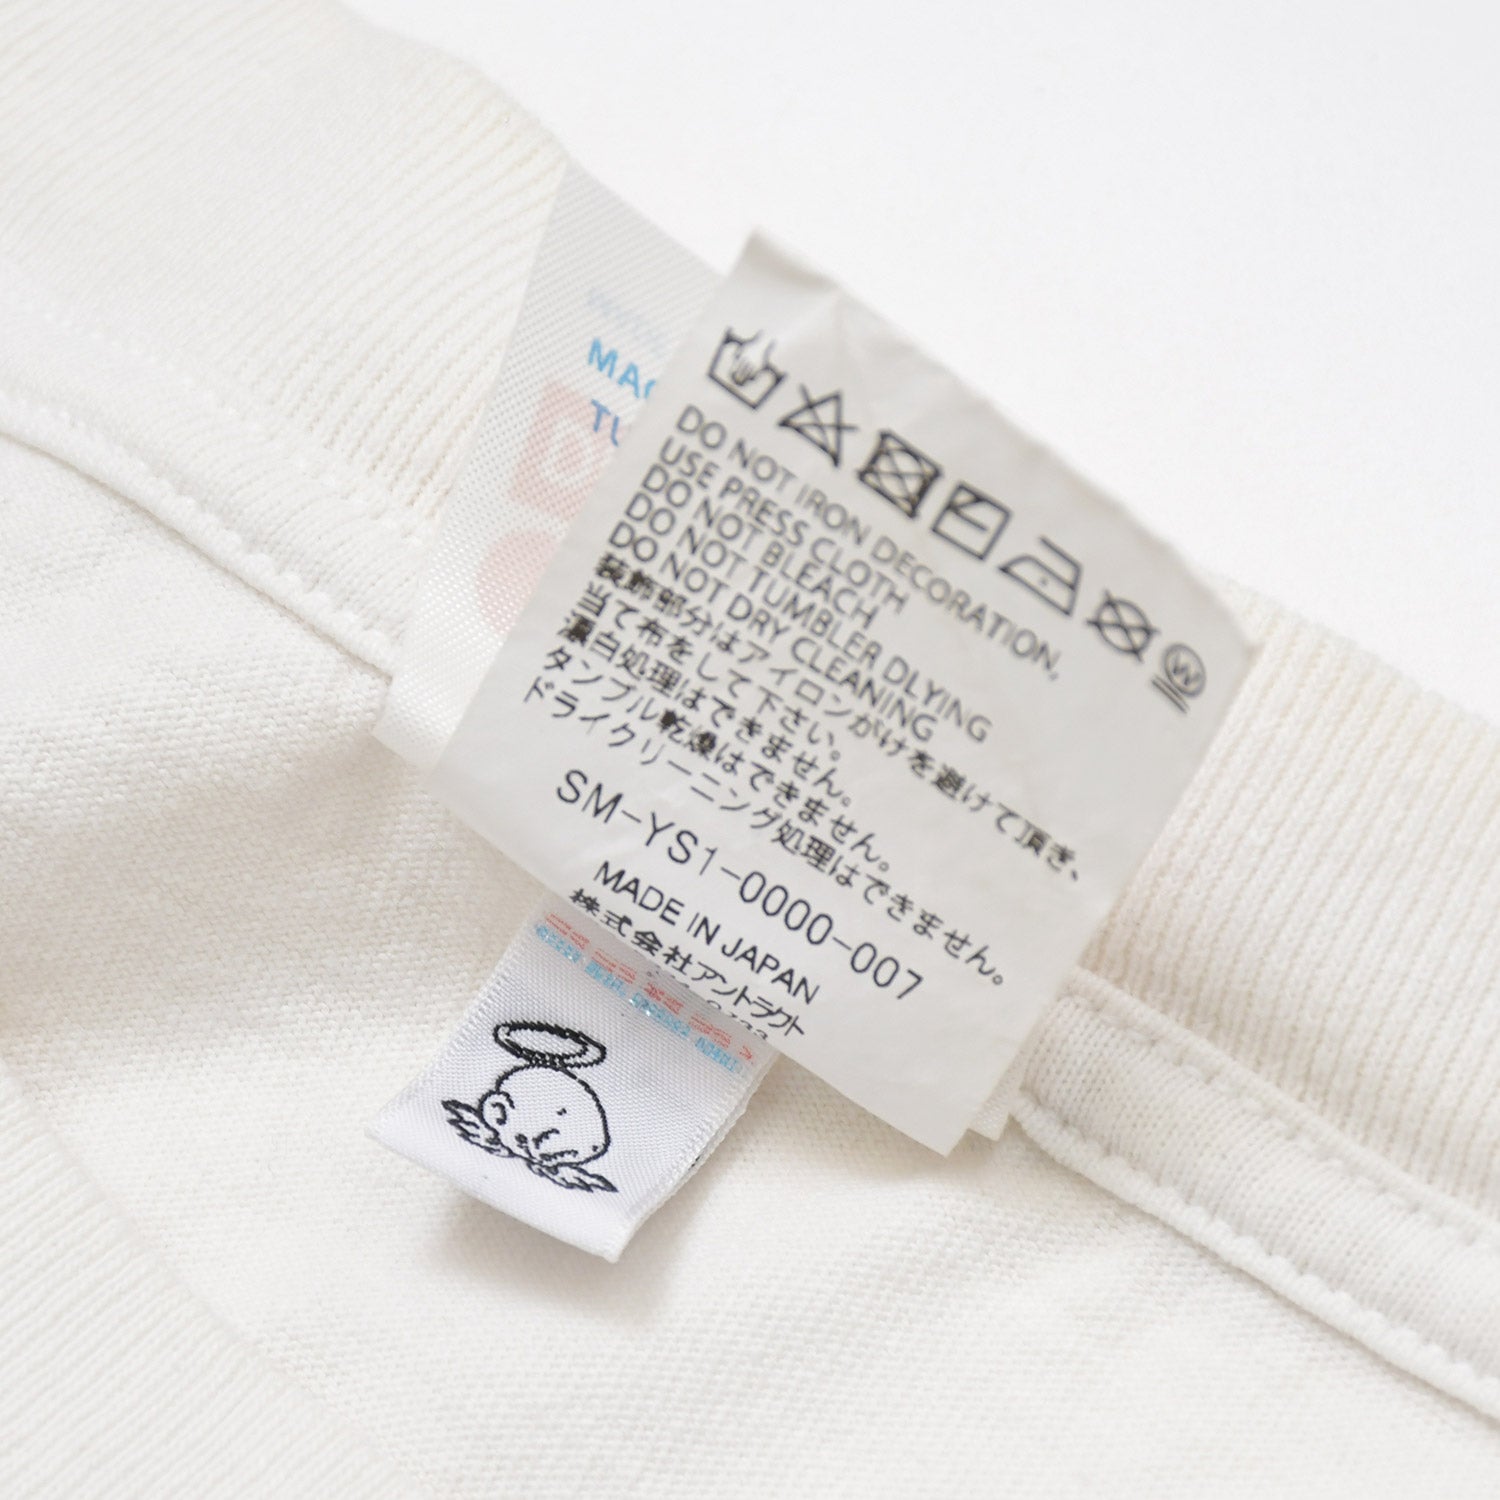 DO NOT IRON DECORATION,
USE PRESS CLOTH
DO NOT BLEACH
DO NOT TUMBLER DLYING
DO NOT DRY CLEANING
装飾部分はアイロンがけを避けて頂き、
当て布をして下さい。
漂白処理はできません。
タンブル乾燥はできません。
ドライクリーニング処理はできません。
SM-YS1-0000-007
MADE IN JAPAN
株式会社アントラクト
W